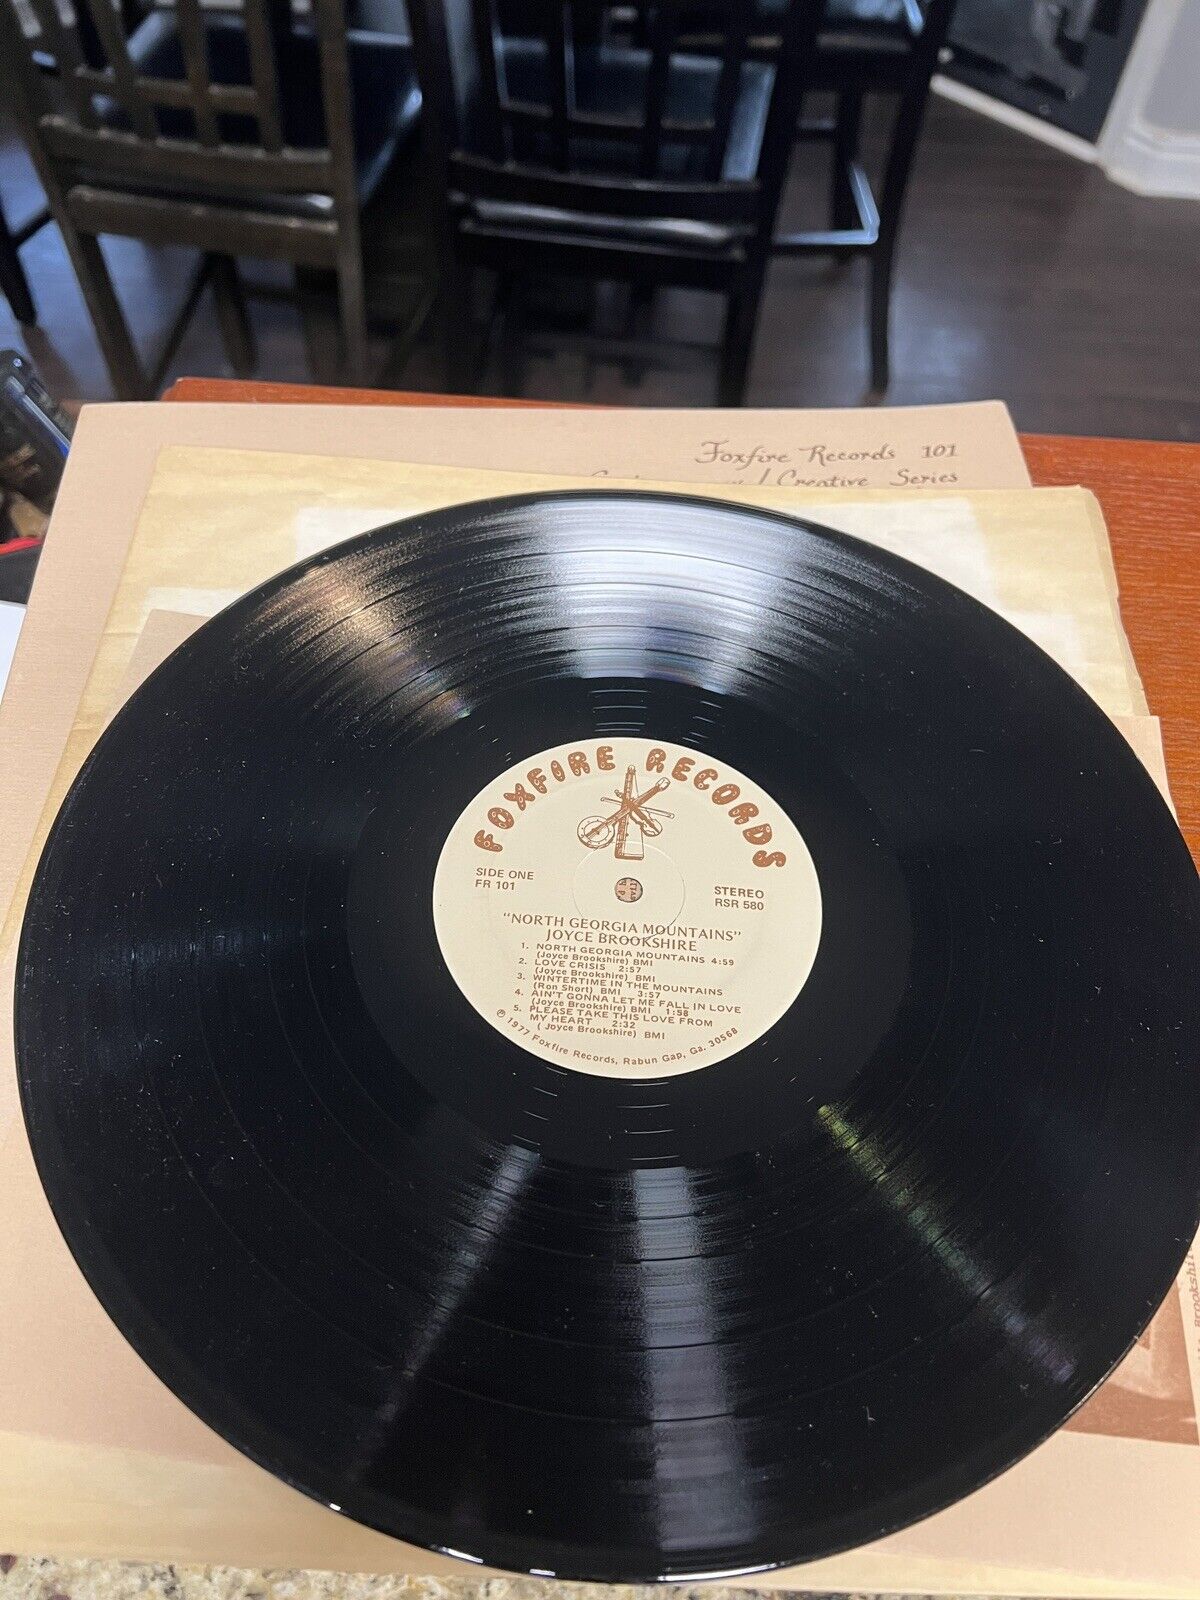 Foxfire Records 101
Creative Series
FOXFIRE RECORDS
SIDE ONE
FR 101
STEREO
RSR 580
"NORTH GEORGIA MOUNTAINS"
JOYCE BROOKSHIRE
1. NORTH GEORGIA MOUNTAINS 4:59
(Joyce Brookshire) BMI
2. LOVE CRISIS 2:57
(Joyce Brookshire) BMI
3. WINTERTIME IN THE MOUNTAINS
(Ron Short) BMI 3:57
4. AIN'T GONNA LET ME FALL IN LOVE
(Joyce Brookshire) BMI 1:58
5. PLEASE TAKE THIS LOVE FROM
MY HEART 2:32
( Joyce Brookshire) BMI
℗ 1977 Foxfire Records, Rabun Gap, Ga. 30568